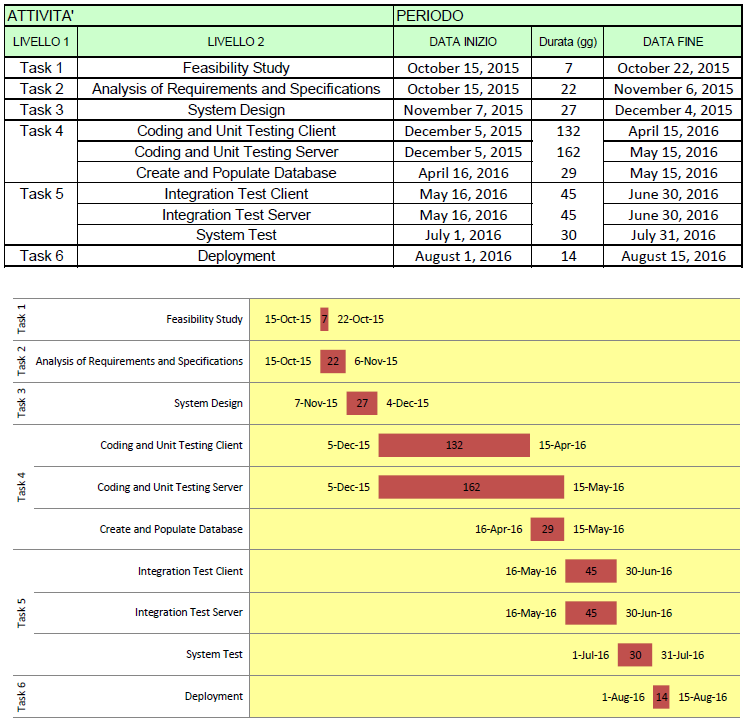 ATTIVITA' PERIODO
LIVELLO 1 LIVELLO 2 DATA INIZIO Durata (gg) DATA FINE
Task 1 Feasibility Study October 15, 2015 7 October 22, 2015
Task 2 Analysis of Requirements and Specifications October 15, 2015 22 November 6, 2015
Task 3 System Design November 7, 2015 27 December 4, 2015
Task 4 Coding and Unit Testing Client December 5, 2015 132 April 15, 2016
Coding and Unit Testing Server December 5, 2015 162 May 15, 2016
Create and Populate Database April 16, 2016 29 May 15, 2016
Task 5 Integration Test Client May 16, 2016 45 June 30, 2016
Integration Test Server May 16, 2016 45 June 30, 2016
System Test July 1, 2016 30 July 31, 2016
Task 6 Deployment August 1, 2016 14 August 15, 2016
Task 1 Feasibility Study 15-Oct-15 7 22-Oct-15
Task 2 Analysis of Requirements and Specifications 15-Oct-15 22 6-Nov-15
Task 3 System Design 7-Nov-15 27 4-Dec-15
Task 4 Coding and Unit Testing Client 5-Dec-15 132 15-Apr-16
Coding and Unit Testing Server 5-Dec-15 162 15-May-16
Create and Populate Database 16-Apr-16 29 15-May-16
Task 5 Integration Test Client 16-May-16 45 30-Jun-16
Integration Test Server 16-May-16 45 30-Jun-16
System Test 1-Jul-16 30 31-Jul-16
Task 6 Deployment 1-Aug-16 14 15-Aug-16